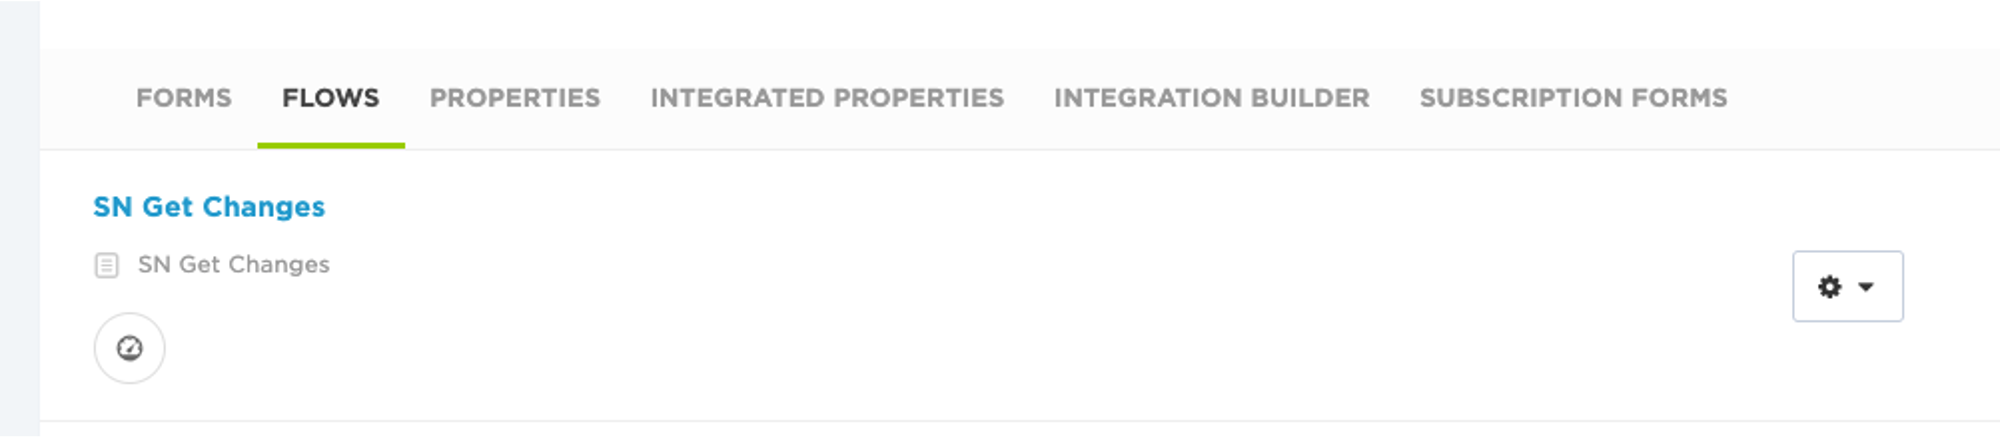 FORMS FLOWS PROPERTIES INTEGRATED PROPERTIES INTEGRATION BUILDER SUBSCRIPTION FORMS
SN Get Changes
SN Get Changes